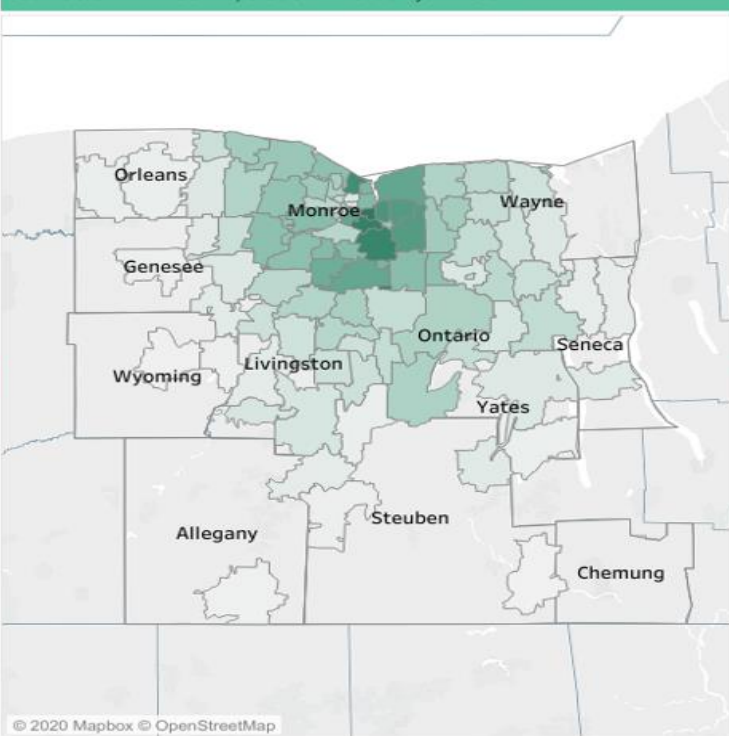 Orleans
Monroe
Wayne
Genesee
Ontario
Seneca
Livingston
Wyoming
Yates
Steuben
Allegany
Chemung
© 2020 Mapbox © OpenStreetMap